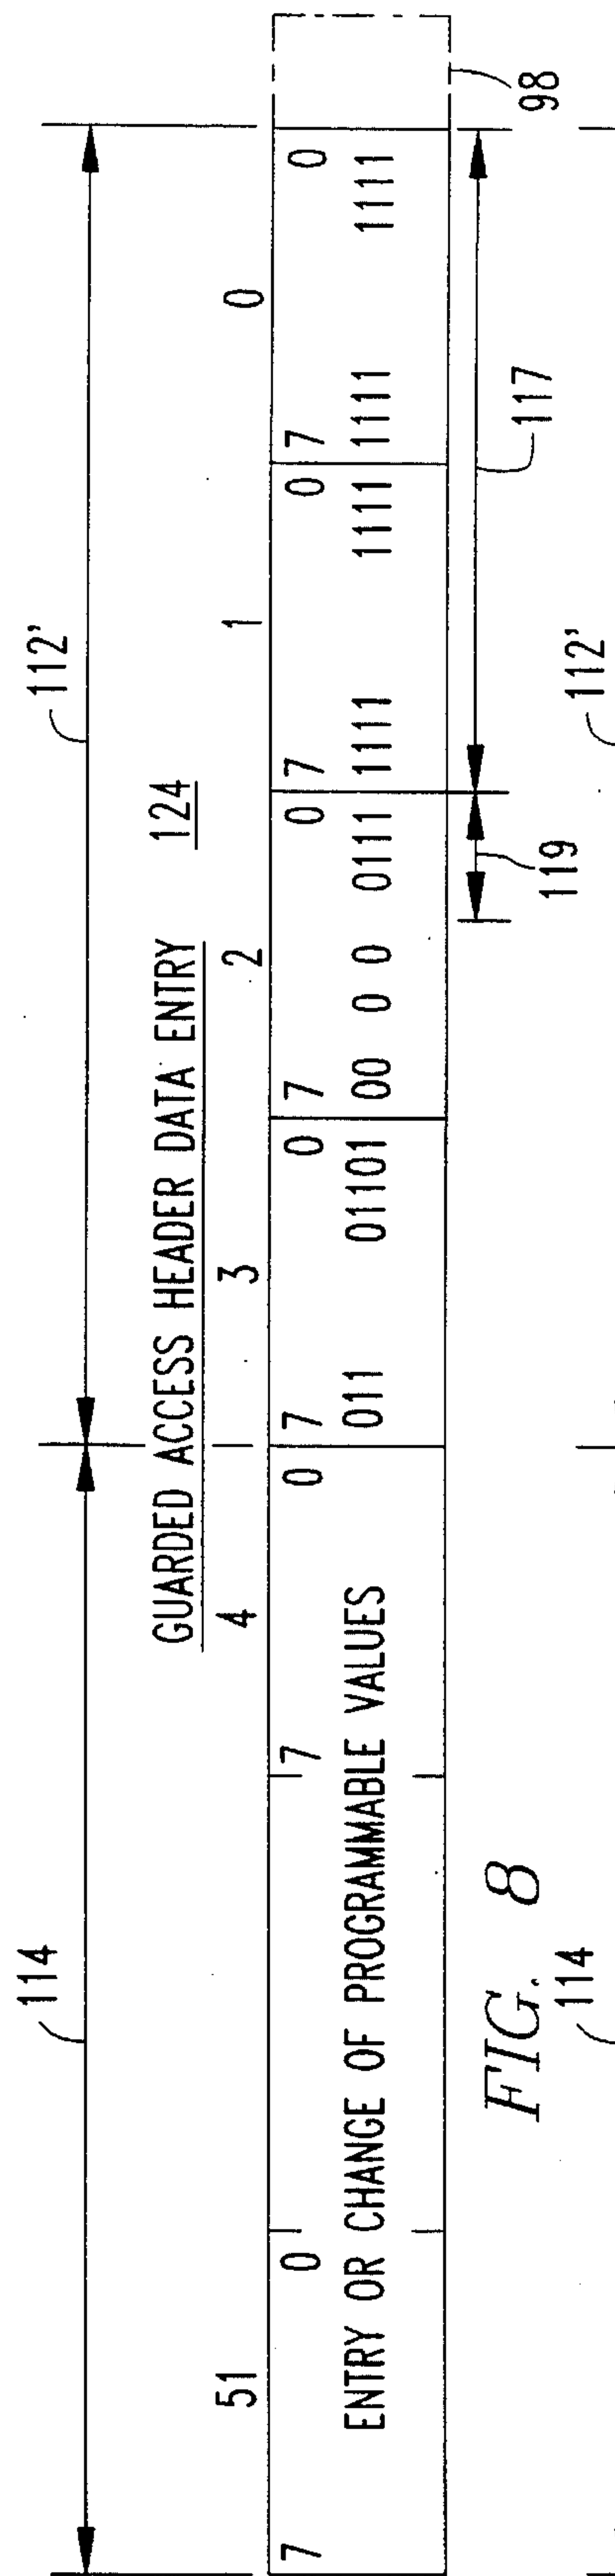 114
112'
GUARDED ACCESS HEADER DATA ENTRY 124
51 4 3 2 1 0
7 0 7 0 7 0 7 0 7 0 7 0
ENTRY OR CHANGE OF PROGRAMMABLE VALUES 011 01101 00 0 0 0111 1111 1111 1111 1111
98
119
117
FIG. 8
114
112'